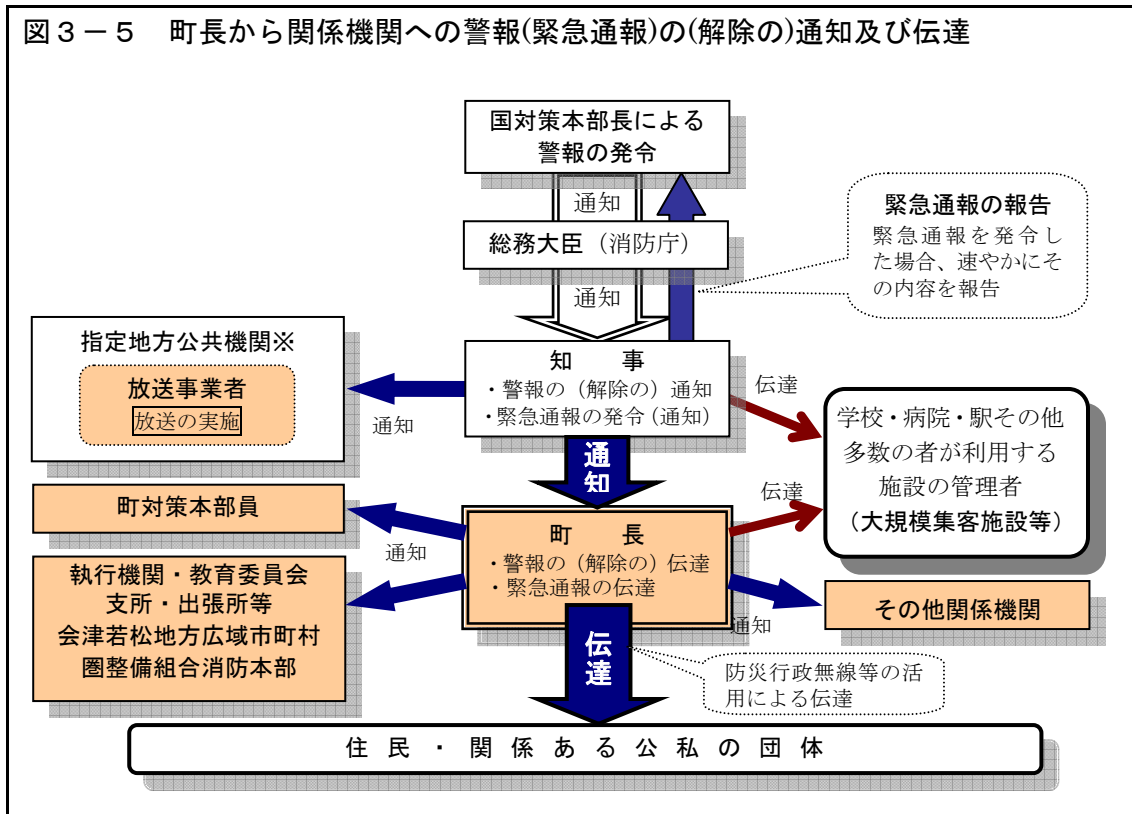 図3-5 町長から関係機関への警報(緊急通報)の(解除の)通知及び伝達
国対策本部長による
警報の発令
通知
総務大臣(消防庁)
通知
緊急通報の報告
緊急通報を発令し
た場合、速やかにそ
の内容を報告
指定地方公共機関※
放送事業者
放送の実施
通知
知 事
・警報の(解除の)通知
・緊急通報の発令(通知)
伝達
学校・病院・駅その他
多数の者が利用する
施設の管理者
(大規模集客施設等)
通知
伝達
町対策本部員
通知
町 長
・警報の(解除の)伝達
・緊急通報の伝達
執行機関・教育委員会
支所・出張所等
会津若松地方広域市町村
圏整備組合消防本部
通知
その他関係機関
伝達
防災行政無線等の活
用による伝達
住 民 ・ 関 係 あ る 公 私 の 団 体